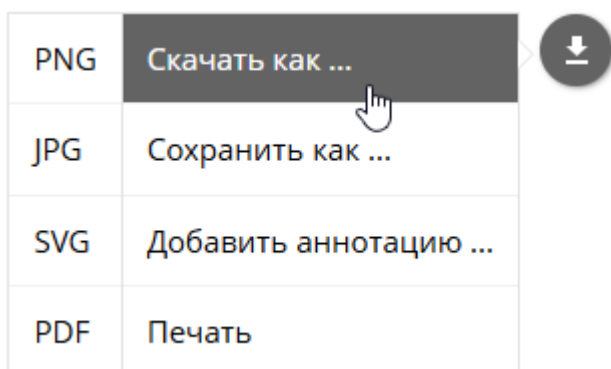 PNG
Скачать как ...
JPG
Сохранить как ...
SVG
Добавить аннотацию ...
PDF
Печать